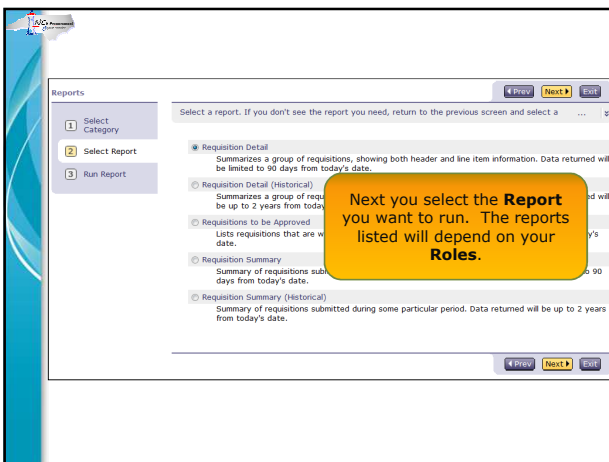 NC e-Procurement
Reports
Prev Next Exit
1 Select Category
2 Select Report
3 Run Report
Select a report. If you don't see the report you need, return to the previous screen and select a ...
Requisition Detail
Summarizes a group of requisitions, showing both header and line item information. Data returned will
be limited to 90 days from today's date.
Requisition Detail (Historical)
Summarizes a group of requ
ed will
be up to 2 years from today
Requisitions to be Approved
Lists requisitions that are w
y's
date.
Requisition Summary
Summary of requisitions sub
o 90
days from today's date.
Requisition Summary (Historical)
Summary of requisitions submitted during some particular period. Data returned will be up to 2 years
from today's date.
Next you select the Report
you want to run. The reports
listed will depend on your
Roles.
Prev Next Exit